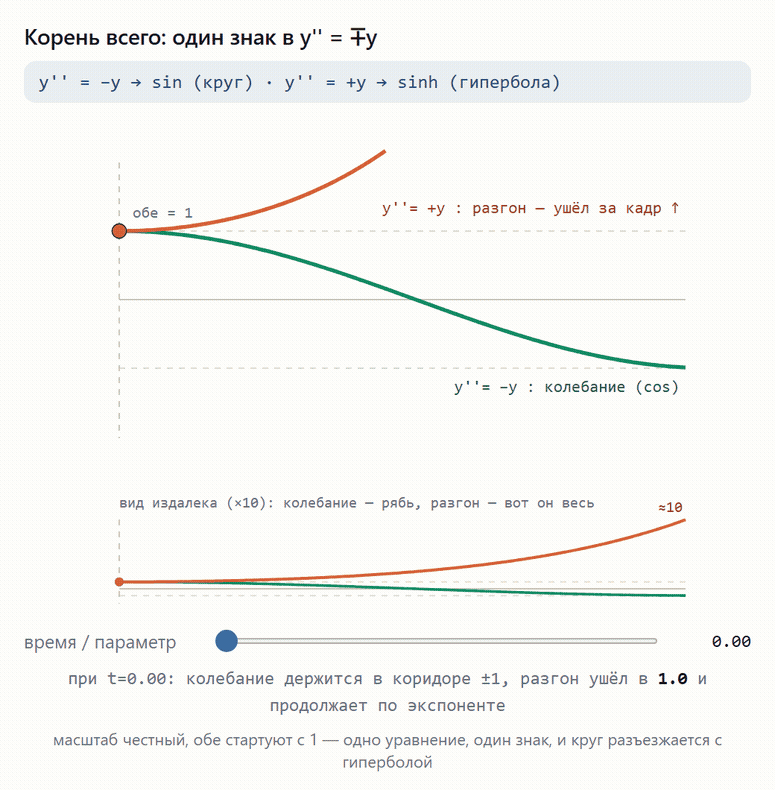 Корень всего: один знак в y'' = ∓y
y'' = −y → sin (круг) · y'' = +y → sinh (гипербола)
обе = 1
y''= +y : разгон — ушёл за кадр ↑
y''= −y : колебание (cos)
вид издалека (×10): колебание — рябь, разгон — вот он весь
≈10
время / параметр
0.00
при t=0.00: колебание держится в коридоре ±1, разгон ушёл в 1.0 и
продолжает по экспоненте
масштаб честный, обе стартуют с 1 — одно уравнение, один знак, и круг разъезжается с
гиперболой